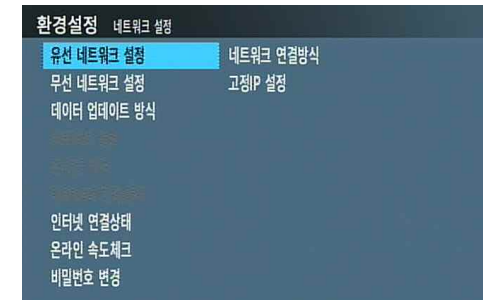 환경설정 네트워크 설정
유선 네트워크 설정 네트워크 연결방식
무선 네트워크 설정 고정IP 설정
데이터 업데이트 방식
인터넷 연결상태
온라인 속도체크
비밀번호 변경